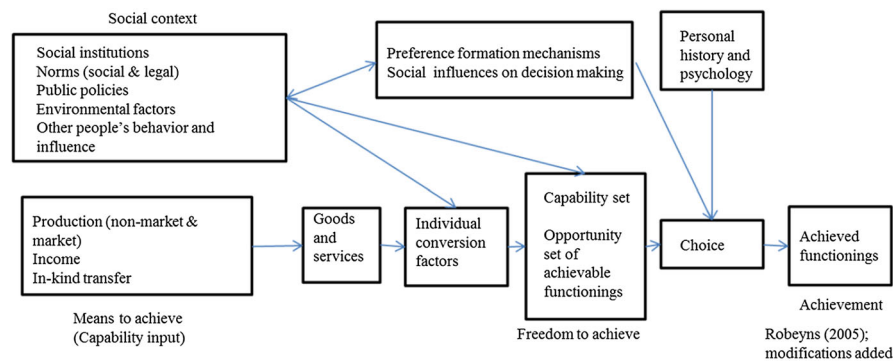 Social context
Social institutions
Norms (social & legal)
Public policies
Environmental factors
Other people's behavior and
influence
Preference formation mechanisms
Social influences on decision making
Personal
history and
psychology
Production (non-market &
market)
Income
In-kind transfer
Means to achieve
(Capability input)
Goods
and
services
Individual
conversion
factors
Capability set
Opportunity
set of
achievable
functionings
Freedom to achieve
Choice
Achieved
functionings
Achievement
Robeyns (2005);
modifications added